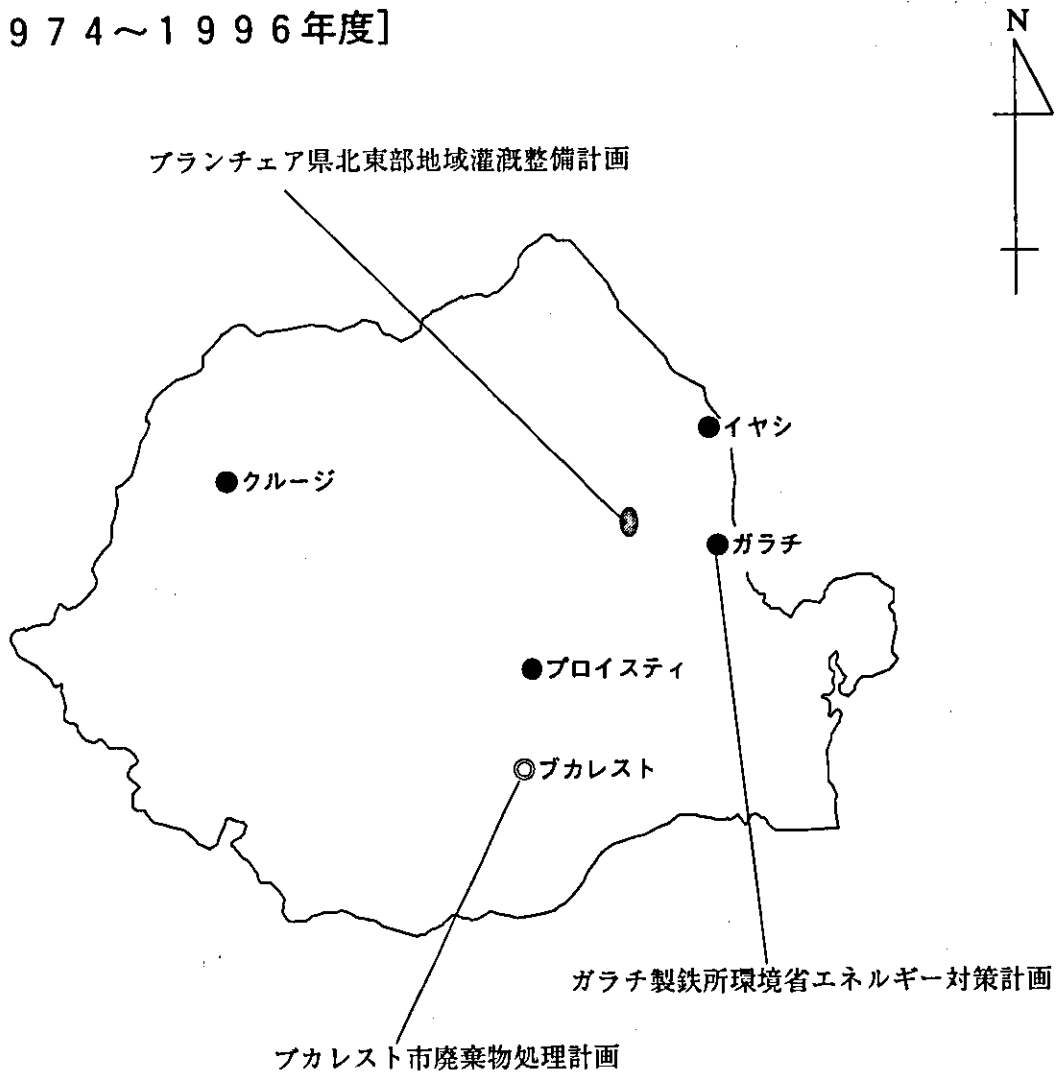 974～1996年度]
N
ブランチェア県北東部地域灌漑整備計画
イヤシ
クルージ
ガラチ
プロイスティ
ブカレスト
ガラチ製鉄所環境省エネルギー対策計画
ブカレスト市廃棄物処理計画